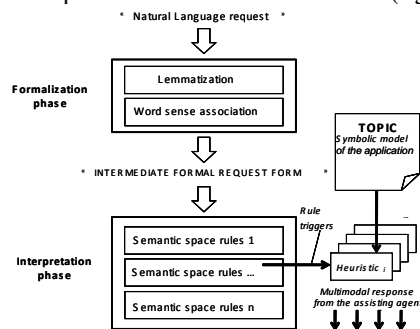 “ Natural Language request ”
Formalization
phase
Lemmatization
Word sense association
“ INTERMEDIATE FORMAL REQUEST FORM ”
Interpretation
phase
Semantic space rules 1
Semantic space rules ...
Semantic space rules n
Rule
triggers
TOPIC
Symbolic model
of the application
...
Heuristic i
Multimodal response
from the assisting agent